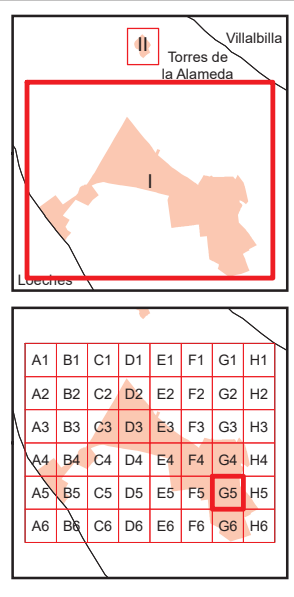 Villalbilla
II
Torres de
la Alameda
I
Loeches
A1 B1 C1 D1 E1 F1 G1 H1
A2 B2 C2 D2 E2 F2 G2 H2
A3 B3 C3 D3 E3 F3 G3 H3
A4 B4 C4 D4 E4 F4 G4 H4
A5 B5 C5 D5 E5 F5 G5 H5
A6 B6 C6 D6 E6 F6 G6 H6